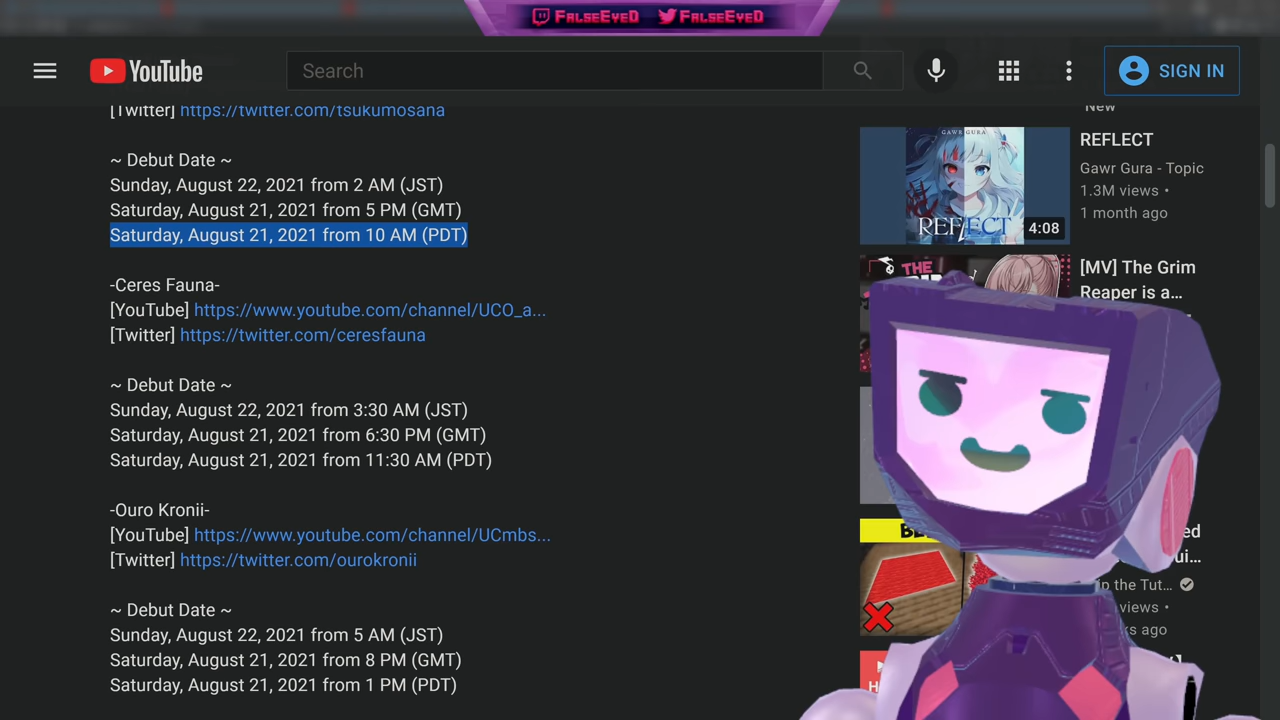 FalseEyeD FalseEyeD
YouTube
Search
SIGN IN
[Twitter] https://twitter.com/tsukumosana
~ Debut Date ~
Sunday, August 22, 2021 from 2 AM (JST)
Saturday, August 21, 2021 from 5 PM (GMT)
Saturday, August 21, 2021 from 10 AM (PDT)
-Ceres Fauna-
[YouTube] https://www.youtube.com/channel/UCO_a...
[Twitter] https://twitter.com/ceresfauna
~ Debut Date ~
Sunday, August 22, 2021 from 3:30 AM (JST)
Saturday, August 21, 2021 from 6:30 PM (GMT)
Saturday, August 21, 2021 from 11:30 AM (PDT)
-Ouro Kronii-
[YouTube] https://www.youtube.com/channel/UCmbs...
[Twitter] https://twitter.com/ourokronii
~ Debut Date ~
Sunday, August 22, 2021 from 5 AM (JST)
Saturday, August 21, 2021 from 8 PM (GMT)
Saturday, August 21, 2021 from 1 PM (PDT)
New
GAWR GURA
REFLECT
4:08
REFLECT
Gawr Gura - Topic
1.3M views •
1 month ago
THE
[MV] The Grim
Reaper is a...
views •
ago